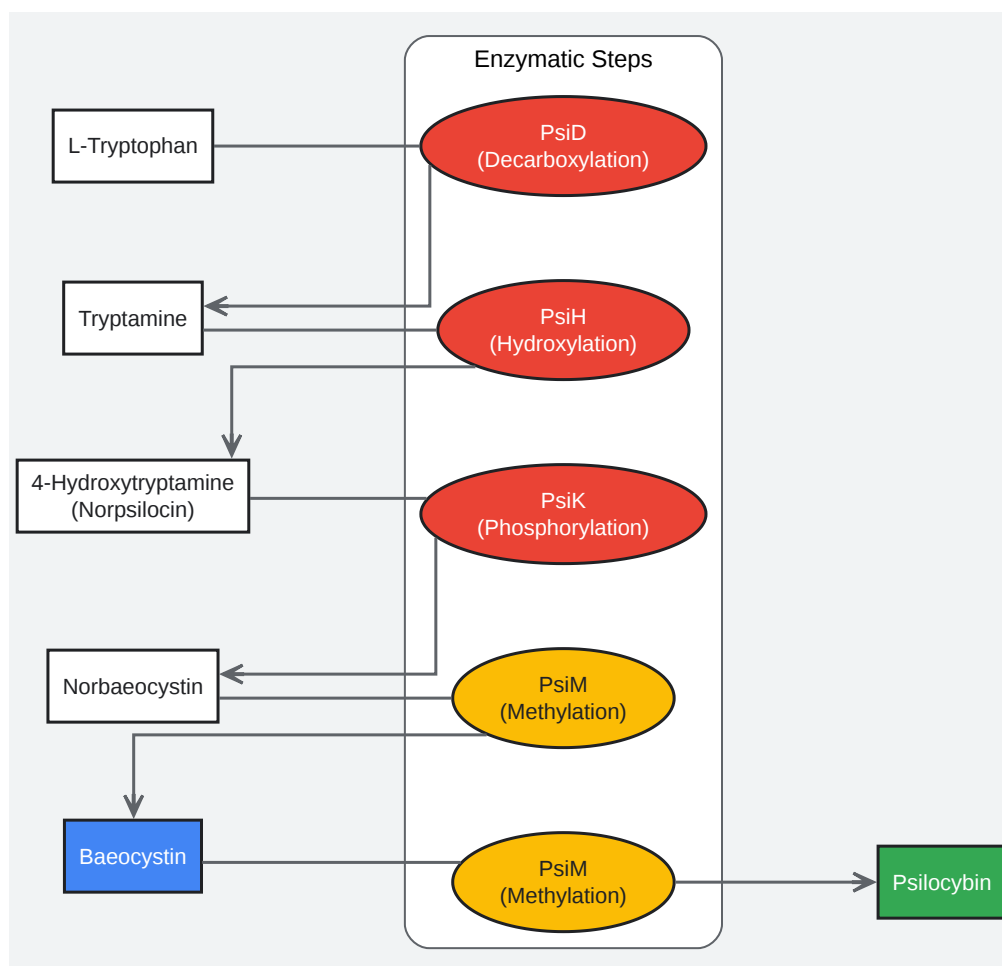 Enzymatic Steps
L-Tryptophan
PsiD
(Decarboxylation)
Tryptamine
PsiH
(Hydroxylation)
4-Hydroxytryptamine
(Norpsilocin)
PsiK
(Phosphorylation)
Norbaeocystin
PsiM
(Methylation)
Baeocystin
PsiM
(Methylation)
Psilocybin